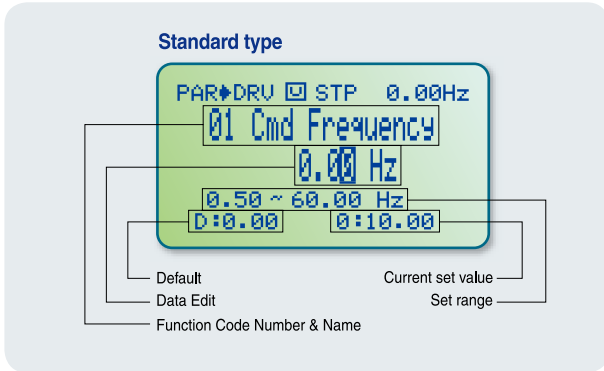 Standard type
PAR➧DRV U STP 0.00Hz
01 Cmd Frequency
0.00 Hz
0.50 ~ 60.00 Hz
D:0.00 0:10.00
Default Current set value
Data Edit Set range
Function Code Number & Name